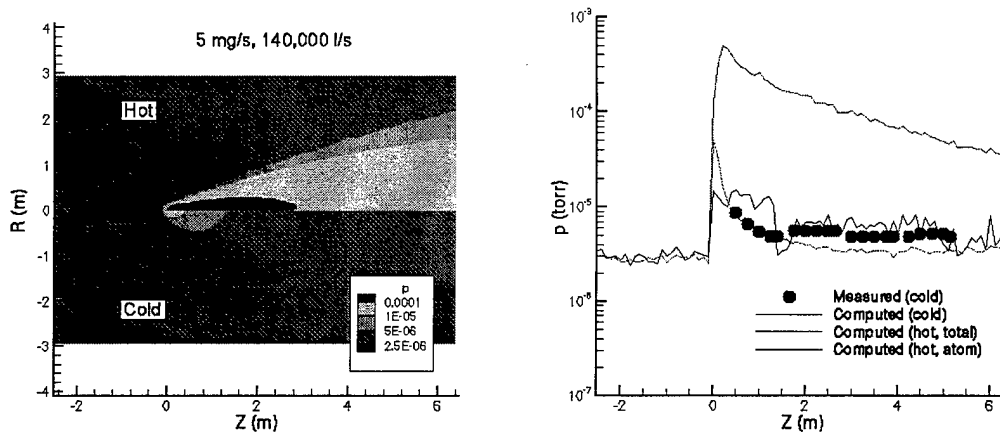 5 mg/s, 140,000 l/s
Hot
Cold
R (m)
4
3
2
1
0
-1
-2
-3
-4
-2
0
2
4
6
Z (m)
p
0.0001
1E-05
5E-06
2.5E-06
p (torr)
10⁻³
10⁻⁴
10⁻⁵
10⁻⁶
10⁻⁷
-2
0
2
4
6
Z (m)
Measured (cold)
Computed (cold)
Computed (hot, total)
Computed (hot, atom)